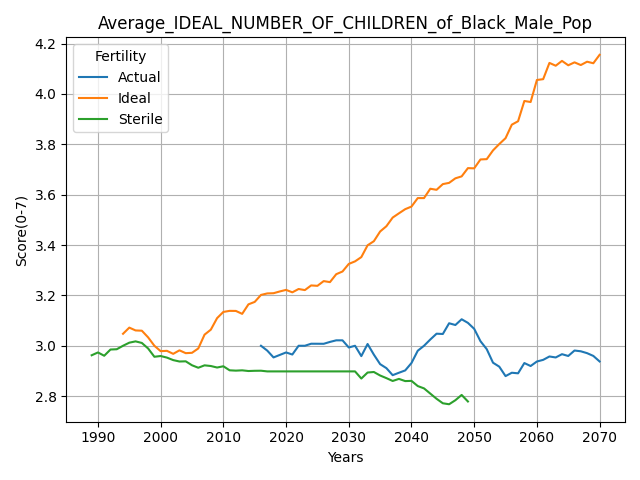 Average_IDEAL_NUMBER_OF_CHILDREN_of_Black_Male_Pop
Fertility
Actual
Ideal
Sterile
Score(0-7)
4.2
4.0
3.8
3.6
3.4
3.2
3.0
2.8
1990 2000 2010 2020 2030 2040 2050 2060 2070
Years